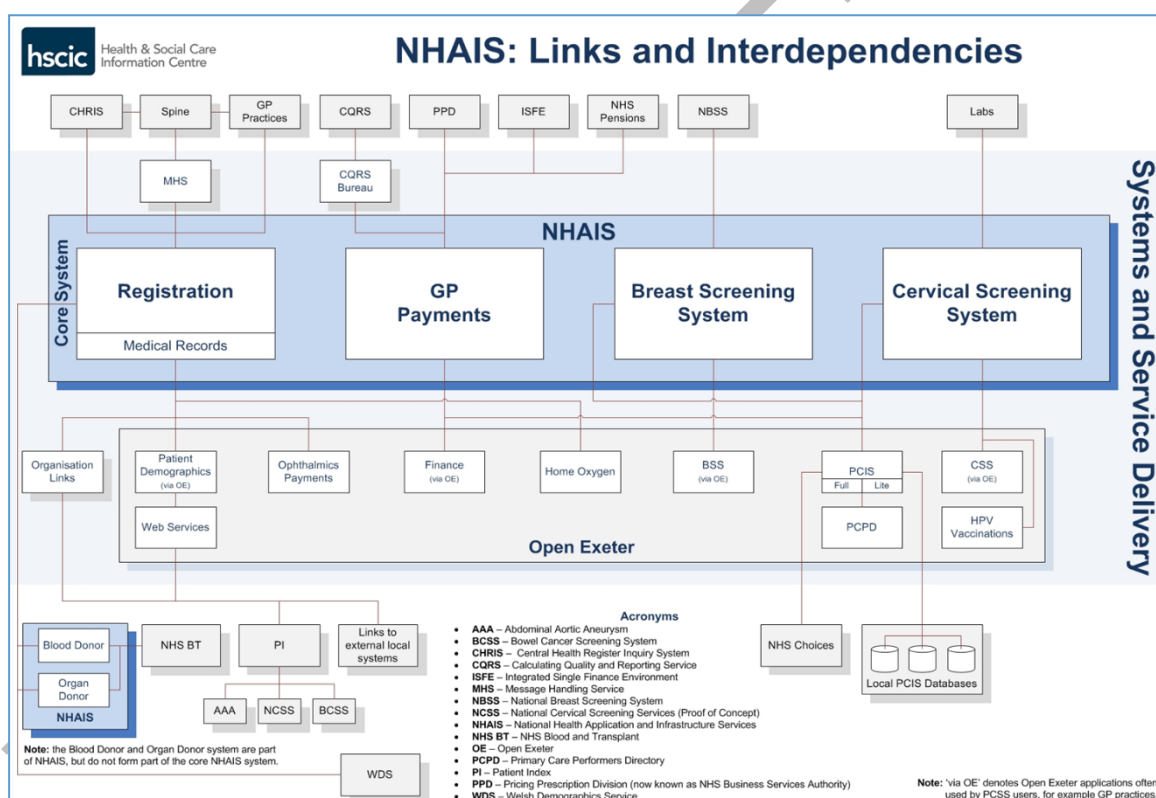 hscic Health & Social Care
Information Centre
NHAIS: Links and Interdependencies
CHRIS
Spine
GP
Practices
CQRS
PPD
ISFE
NHS
Pensions
NBSS
Labs
MHS
CQRS
Bureau
Systems and Service Delivery
Core System
NHAIS
Registration
Medical Records
GP
Payments
Breast Screening
System
Cervical Screening
System
Organisation
Links
Patient
Demographics
(via OE)
Ophthalmics
Payments
Finance
(via OE)
Home Oxygen
BSS
(via OE)
PCIS
Full Lite
CSS
(via OE)
Web Services
PCPD
HPV
Vaccinations
Open Exeter
Blood Donor
Organ
Donor
NHAIS
NHS BT
PI
Links to
external local
systems
AAA
NCSS
BCSS
WDS
Note: the Blood Donor and Organ Donor system are part
of NHAIS, but do not form part of the core NHAIS system.
Acronyms
• AAA – Abdominal Aortic Aneurysm
• BCSS – Bowel Cancer Screening System
• CHRIS – Central Health Register Inquiry System
• CQRS – Calculating Quality and Reporting Service
• ISFE – Integrated Single Finance Environment
• MHS – Message Handling Service
• NBSS – National Breast Screening System
• NCSS – National Cervical Screening Services (Proof of Concept)
• NHAIS – National Health Application and Infrastructure Services
• NHS BT – NHS Blood and Transplant
• OE – Open Exeter
• PCPD – Primary Care Performers Directory
• PI – Patient Index
• PPD – Pricing Prescription Division (now known as NHS Business Services Authority)
• WDS – Welsh Demographics Service
NHS Choices
Local PCIS Databases
Note: 'via OE' denotes Open Exeter applications often
used by PCSS users, for example GP practices